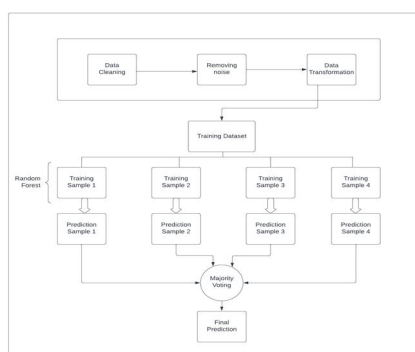 Data
Cleaning
Removing
noise
Data
Transformation
Training Dataset
Random
Forest
Training
Sample 1
Training
Sample 2
Training
Sample 3
Training
Sample 4
Prediction
Sample 1
Prediction
Sample 2
Prediction
Sample 3
Prediction
Sample 4
Majority
Voting
Final
Prediction